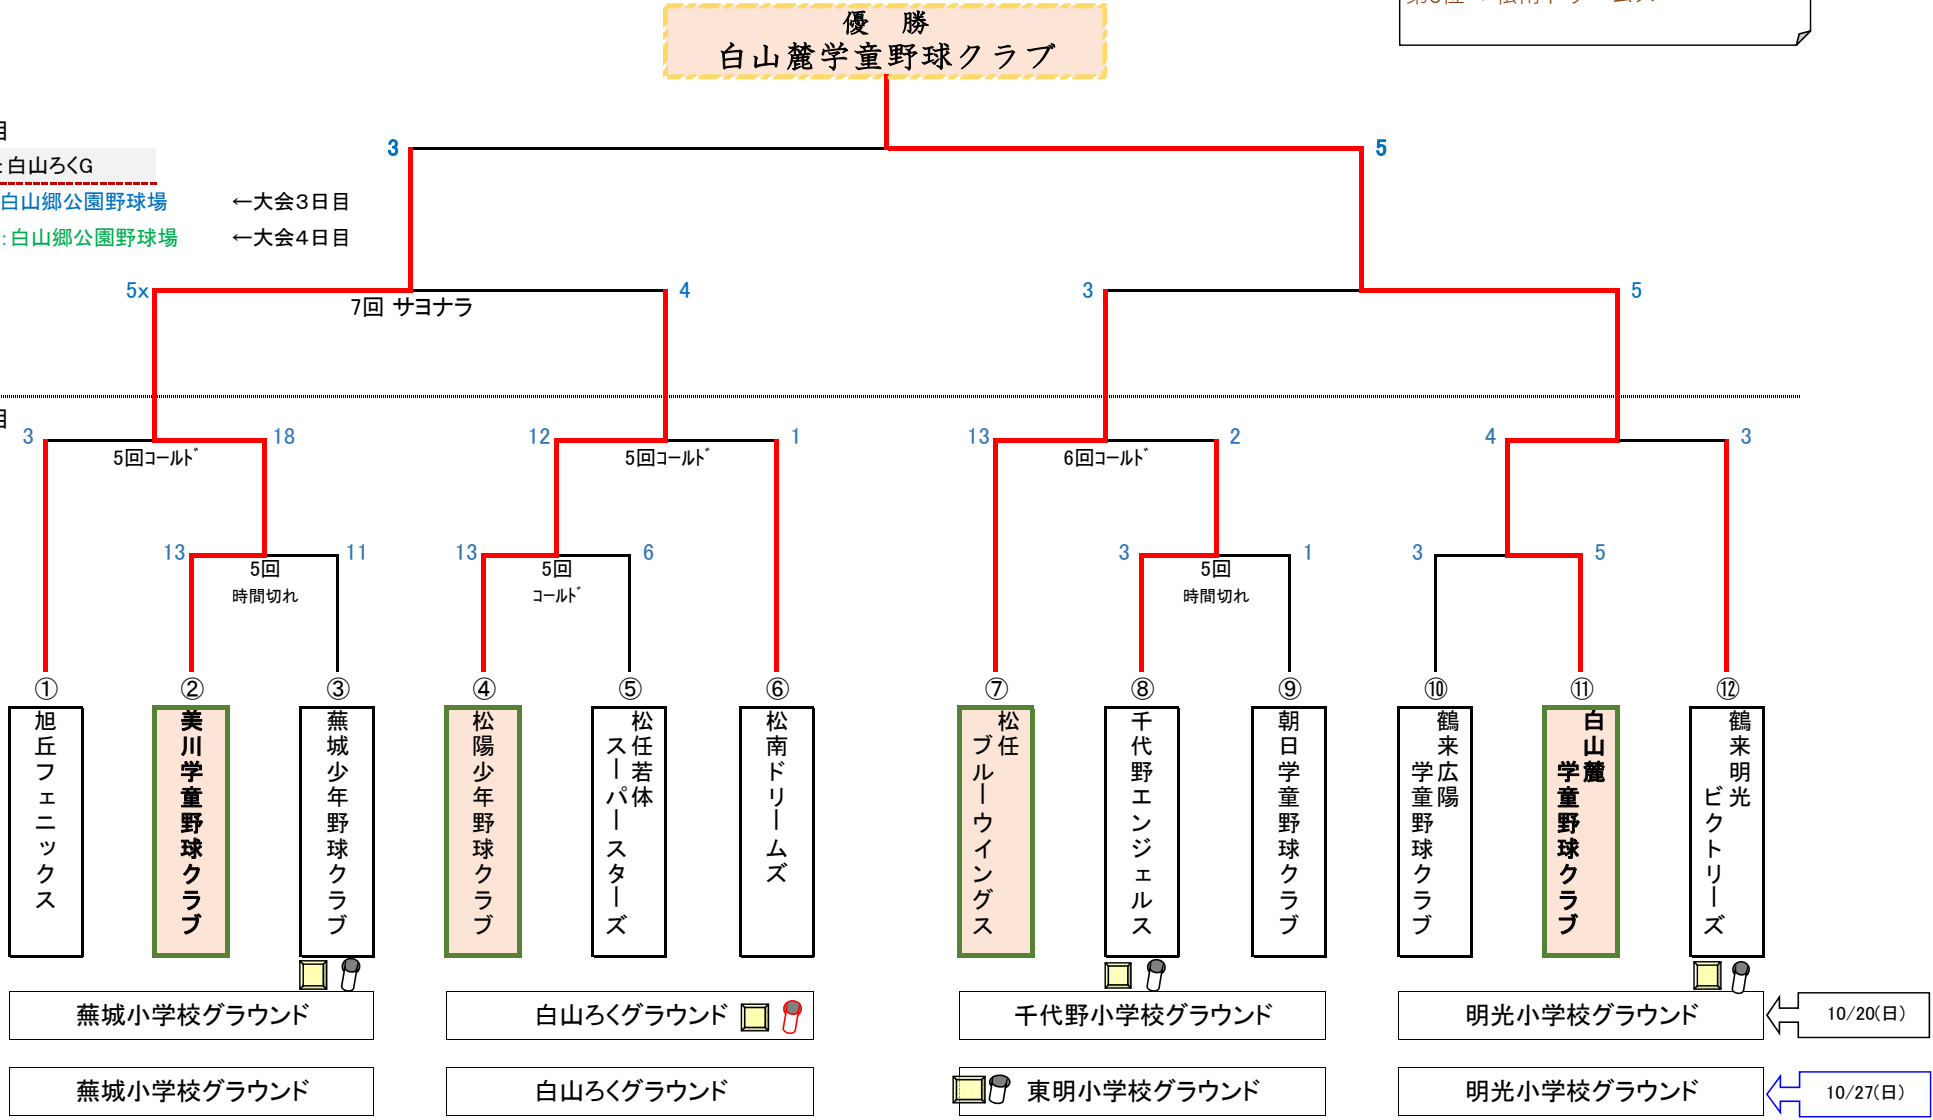 優　勝
白山麓学童野球クラブ
目
：白山ろくG
白山郷公園野球場　←大会3日目
：白山郷公園野球場　←大会4日目
3　5
5x　4　3　5
7回 サヨナラ
目
3　18　12　1　13　2　4　3
5回コールド　5回コールド　6回コールド
13　11　13　6　3　1　3　5
5回　5回　5回
時間切れ　コールド　時間切れ
①　②　③　④　⑤　⑥　⑦　⑧　⑨　⑩　⑪　⑫
旭丘フェニックス
美川学童野球クラブ
蕪城少年野球クラブ
松陽少年野球クラブ
松任若体
スーパースターズ
松南ドリームズ
松任
ブルーウイングス
千代野エンジェルス
朝日学童野球クラブ
鶴来広陽
学童野球クラブ
白山麓
学童野球クラブ
鶴来明光
ビクトリーズ
蕪城小学校グラウンド　白山ろくグラウンド　千代野小学校グラウンド　明光小学校グラウンド　10/20(日)
蕪城小学校グラウンド　白山ろくグラウンド　東明小学校グラウンド　明光小学校グラウンド　10/27(日)